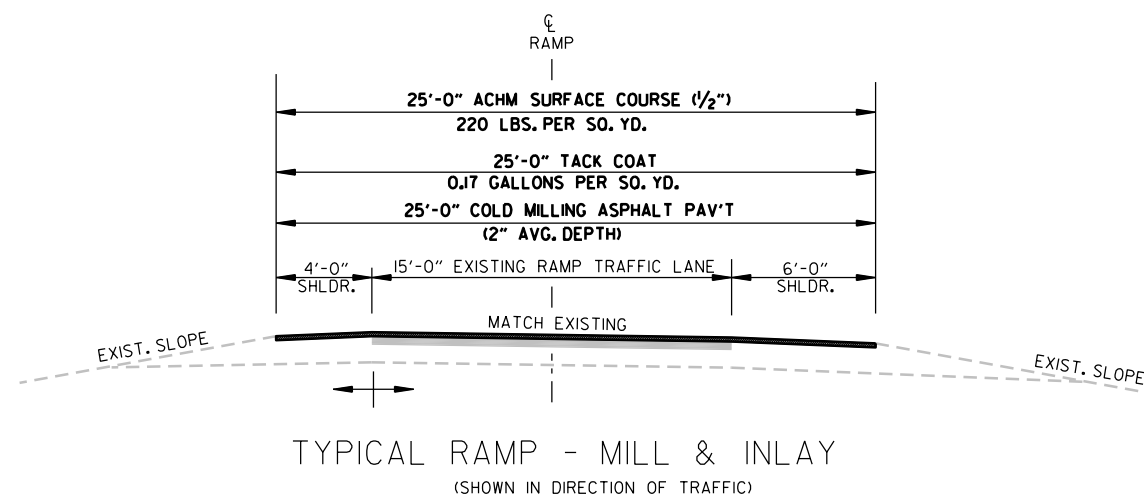 ℄
RAMP
25'-0" ACHM SURFACE COURSE (1/2")
220 LBS. PER SQ. YD.
25'-0" TACK COAT
0.17 GALLONS PER SQ. YD.
25'-0" COLD MILLING ASPHALT PAV'T
(2" AVG. DEPTH)
4'-0"
SHLDR.
15'-0" EXISTING RAMP TRAFFIC LANE
6'-0"
SHLDR.
MATCH EXISTING
EXIST. SLOPE
EXIST. SLOPE
TYPICAL RAMP - MILL & INLAY
(SHOWN IN DIRECTION OF TRAFFIC)